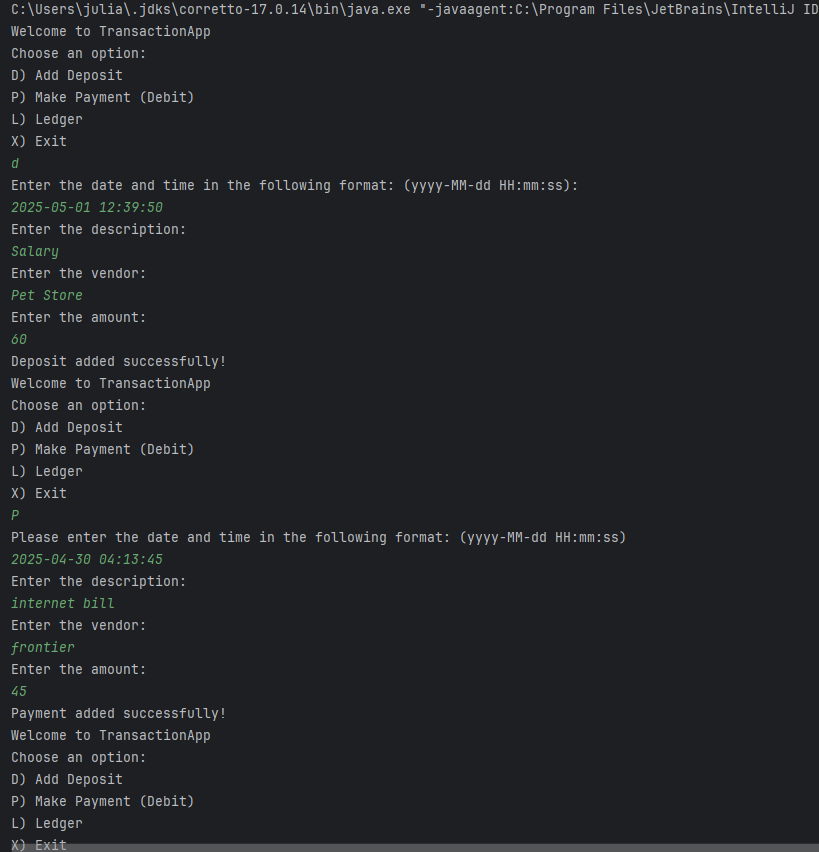 C:\Users\julia\.jdks\corretto-17.0.14\bin\java.exe "-javaagent:C:\Program Files\JetBrains\IntelliJ ID
Welcome to TransactionApp
Choose an option:
D) Add Deposit
P) Make Payment (Debit)
L) Ledger
X) Exit
d
Enter the date and time in the following format: (yyyy-MM-dd HH:mm:ss):
2025-05-01 12:39:50
Enter the description:
Salary
Enter the vendor:
Pet Store
Enter the amount:
60
Deposit added successfully!
Welcome to TransactionApp
Choose an option:
D) Add Deposit
P) Make Payment (Debit)
L) Ledger
X) Exit
P
Please enter the date and time in the following format: (yyyy-MM-dd HH:mm:ss)
2025-04-30 04:13:45
Enter the description:
internet bill
Enter the vendor:
frontier
Enter the amount:
45
Payment added successfully!
Welcome to TransactionApp
Choose an option:
D) Add Deposit
P) Make Payment (Debit)
L) Ledger
X) Exit